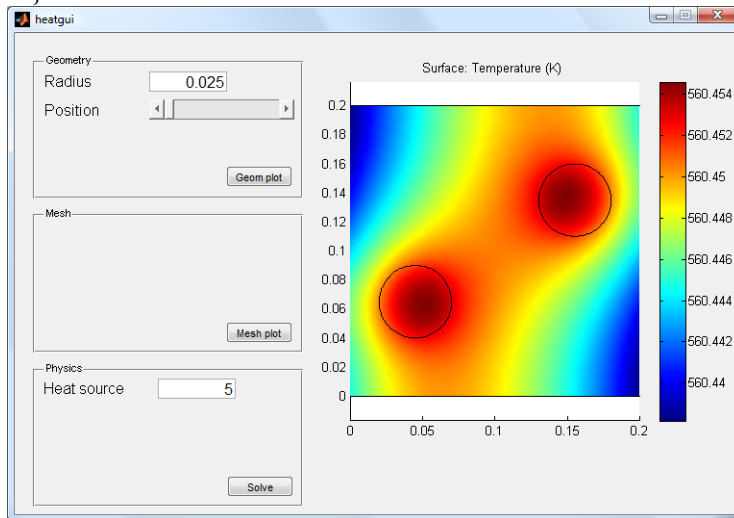 heatgui
Geometry
Radius 0.025
Position
Geom plot
Mesh
Mesh plot
Physics
Heat source 5
Solve
Surface: Temperature (K)
0.2
0.18
0.16
0.14
0.12
0.1
0.08
0.06
0.04
0.02
0
0 0.05 0.1 0.15 0.2
560.454
560.452
560.45
560.448
560.446
560.444
560.442
560.44